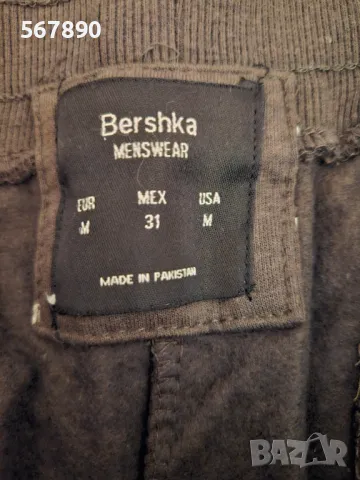 567890
Bershka
MENSWEAR
EUR MEX USA
M 31 M
MADE IN PAKISTAN
BAZAR